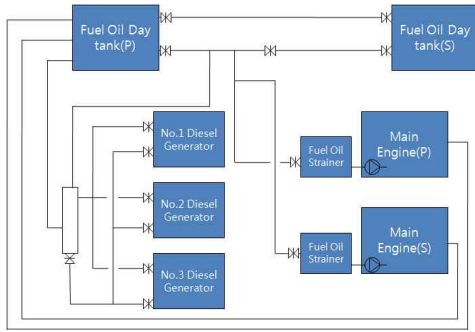 Fuel Oil Day
tank(P)
Fuel Oil Day
tank(S)
No.1 Diesel
Generator
Fuel Oil
Strainer
Main
Engine(P)
No.2 Diesel
Generator
Fuel Oil
Strainer
Main
Engine(S)
No.3 Diesel
Generator